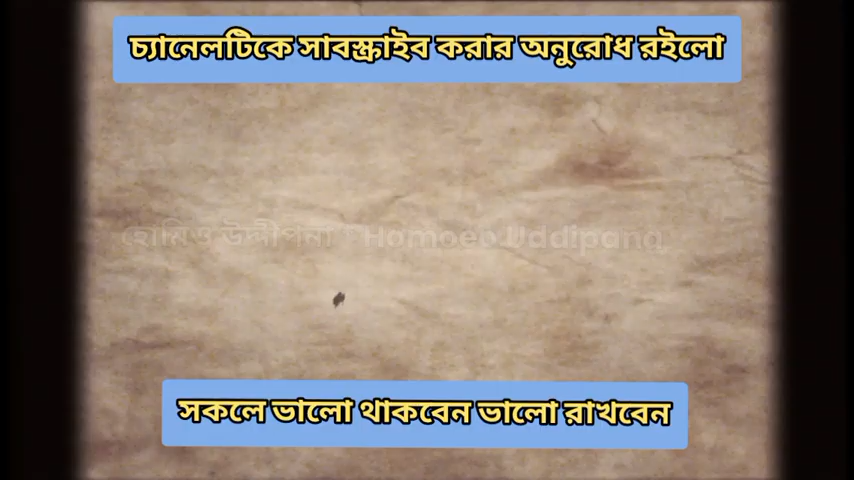 চ্যানেলটিকে সাবস্ক্রাইব করার অনুরোধ রইলো
হোমিও উদ্দীপনা - Homoeo Uddipana
সকলে ভালো থাকবেন ভালো রাখবেন